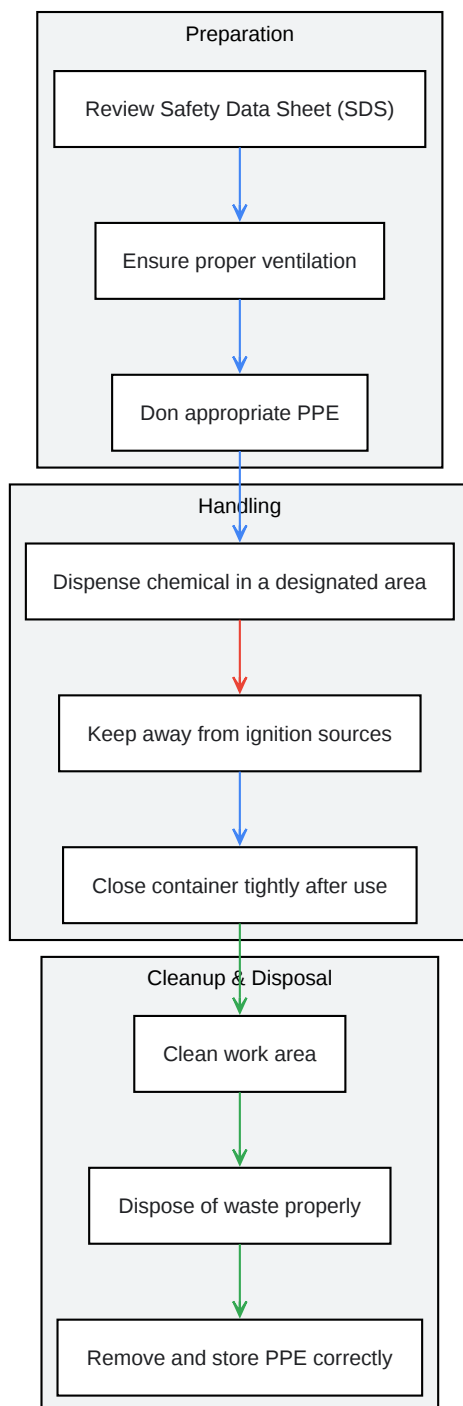 Preparation
Review Safety Data Sheet (SDS)
Ensure proper ventilation
Don appropriate PPE
Handling
Dispense chemical in a designated area
Keep away from ignition sources
Close container tightly after use
Cleanup & Disposal
Clean work area
Dispose of waste properly
Remove and store PPE correctly